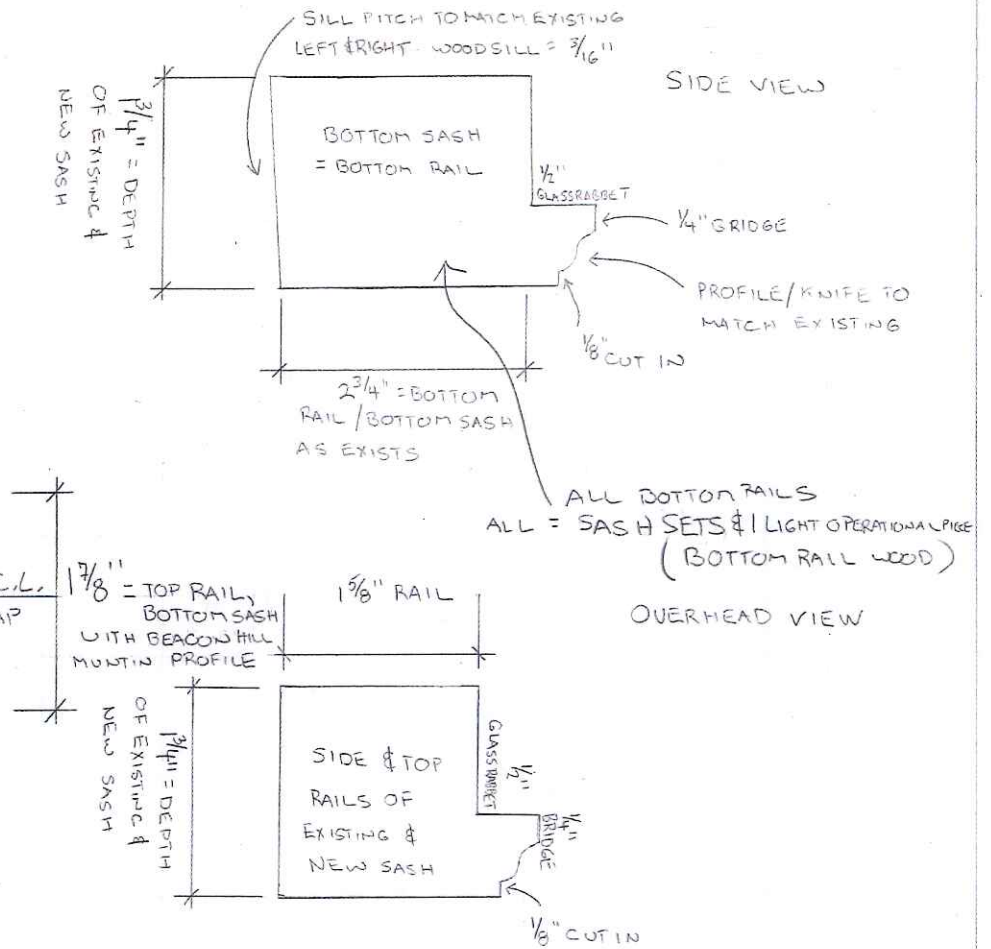 SILL PITCH TO MATCH EXISTING
LEFT & RIGHT - WOOD SILL = 3/16"
SIDE VIEW
1 3/4" = DEPTH
OF EXISTING &
NEW SASH
BOTTOM SASH
= BOTTOM RAIL
1/2"
GLASS RABBET
1/4" BRIDGE
PROFILE/KNIFE TO
MATCH EXISTING
1/8" CUT IN
2 3/4" = BOTTOM
RAIL/BOTTOM SASH
AS EXISTS
ALL BOTTOM RAILS
ALL = SASH SETS & 1 LIGHT OPERATIONAL
(BOTTOM RAIL WOOD)
OVERHEAD VIEW
C.L.
AP
1 7/8" = TOP RAIL,
BOTTOM SASH
WITH BEACON HILL
MUNTIN PROFILE
1 5/8" RAIL
1 3/4" = DEPTH
OF EXISTING &
NEW SASH
SIDE & TOP
RAILS OF
EXISTING &
NEW SASH
1/2"
GLASS RABBET
1/4"
BRIDGE
1/8" CUT IN